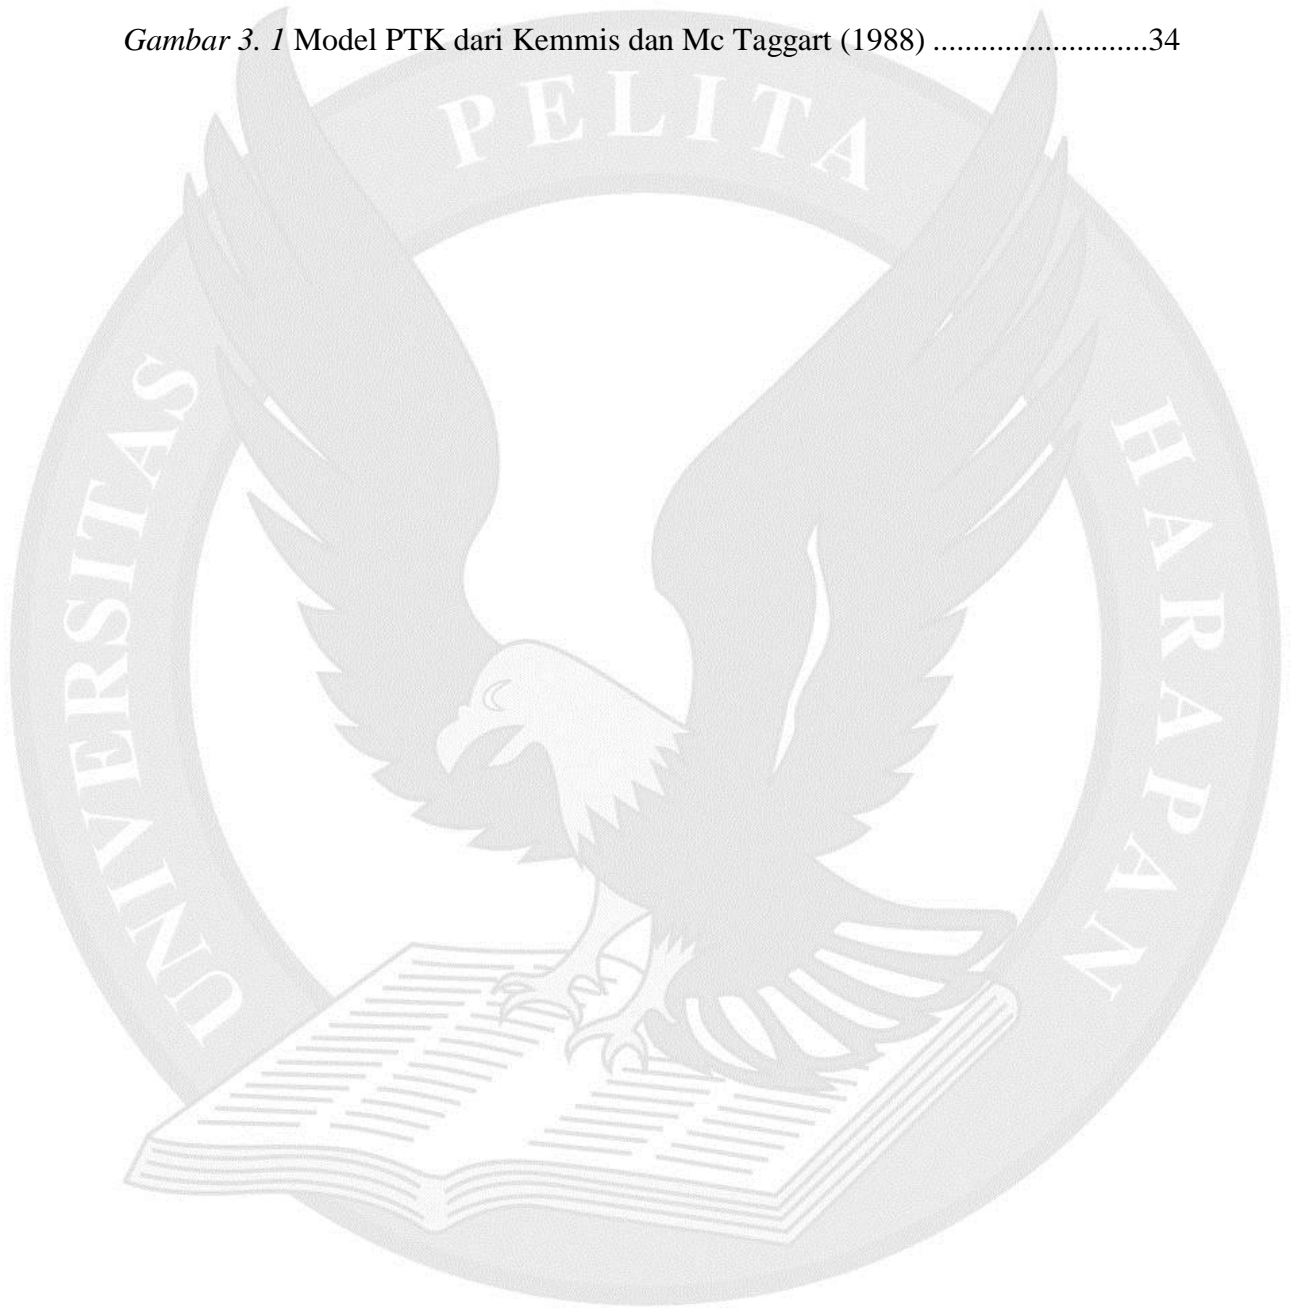 Gambar 3. 1 Model PTK dari Kemmis dan Mc Taggart (1988) ...........................34
UNIVERSITAS PELITA HARAPAN